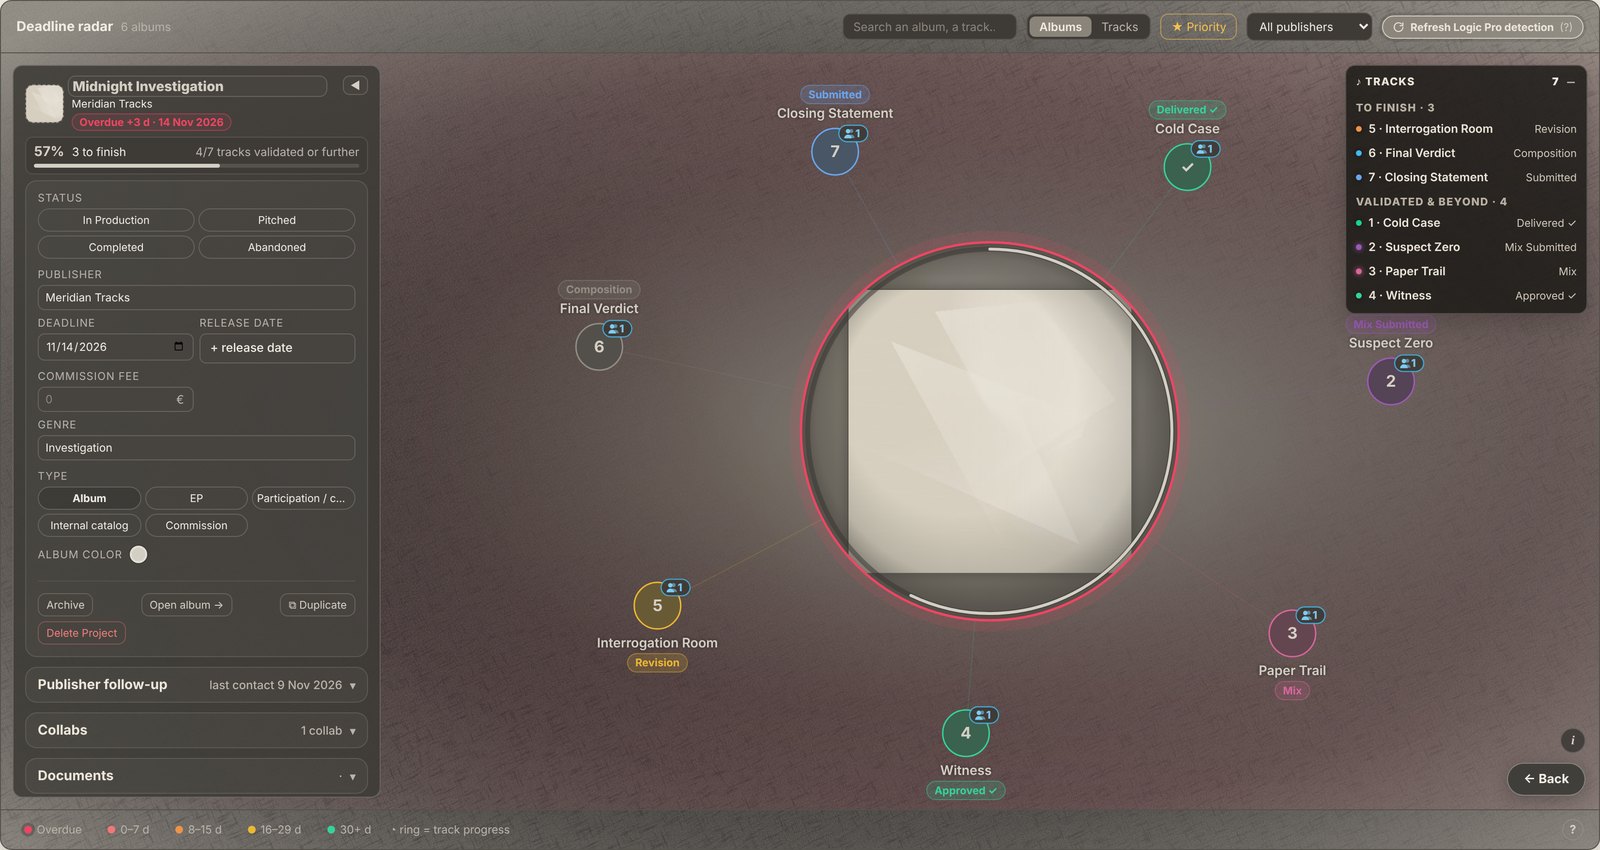 Deadline radar 6 albums
Search an album, a track..
Albums Tracks
★ Priority
All publishers
Refresh Logic Pro detection (?)
Midnight Investigation
Meridian Tracks
Overdue +3 d · 14 Nov 2026
57% 3 to finish 4/7 tracks validated or further
STATUS
In Production Pitched
Completed Abandoned
PUBLISHER
Meridian Tracks
DEADLINE RELEASE DATE
11/14/2026 + release date
COMMISSION FEE
0 €
GENRE
Investigation
TYPE
Album EP Participation / c...
Internal catalog Commission
ALBUM COLOR
Archive Open album → Duplicate
Delete Project
Publisher follow-up last contact 9 Nov 2026 ▾
Collabs 1 collab ▾
Documents · ▾
Submitted
Closing Statement
1
7
Delivered ✓
Cold Case
1
✓
Composition
Final Verdict
1
6
Mix Submitted
Suspect Zero
1
2
1
5
Interrogation Room
Revision
1
3
Paper Trail
Mix
1
4
Witness
Approved ✓
♪ TRACKS 7 –
TO FINISH · 3
5 · Interrogation Room Revision
6 · Final Verdict Composition
7 · Closing Statement Submitted
VALIDATED & BEYOND · 4
1 · Cold Case Delivered ✓
2 · Suspect Zero Mix Submitted
3 · Paper Trail Mix
4 · Witness Approved ✓
i
← Back
Overdue 0–7 d 8–15 d 16–29 d 30+ d · ring = track progress
?